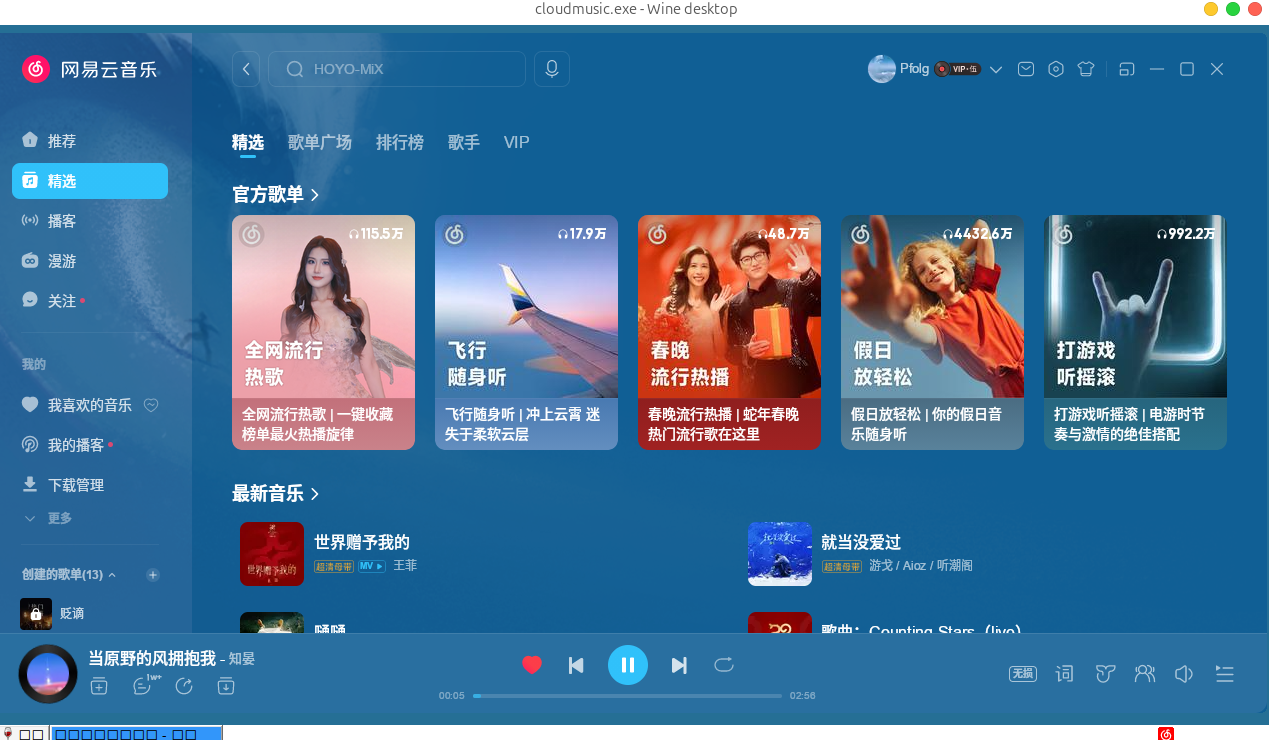 cloudmusic.exe - Wine desktop
网易云音乐
HOYO-MiX
Pfolg
VIP·伍
推荐
精选
播客
漫游
关注
我的
我喜欢的音乐
我的播客
下载管理
更多
创建的歌单(13)
贬谪
精选 歌单广场 排行榜 歌手 VIP
官方歌单
115.5万
全网流行
热歌
全网流行热歌 | 一键收藏
榜单最火热播旋律
17.9万
飞行
随身听
飞行随身听 | 冲上云霄 迷
失于柔软云层
48.7万
春晚
流行热播
春晚流行热播 | 蛇年春晚
热门流行歌在这里
4432.6万
假日
放轻松
假日放轻松 | 你的假日音
乐随身听
992.2万
打游戏
听摇滚
打游戏听摇滚 | 电游时节
奏与激情的绝佳搭配
最新音乐
世界赠予我的
超清母带 MV 王菲
就当没爱过
超清母带 游戈 / Aioz / 听潮阁
歌曲：Counting Stars（live）
当原野的风拥抱我 - 知晏
1w+
00:05
02:56
无损
词